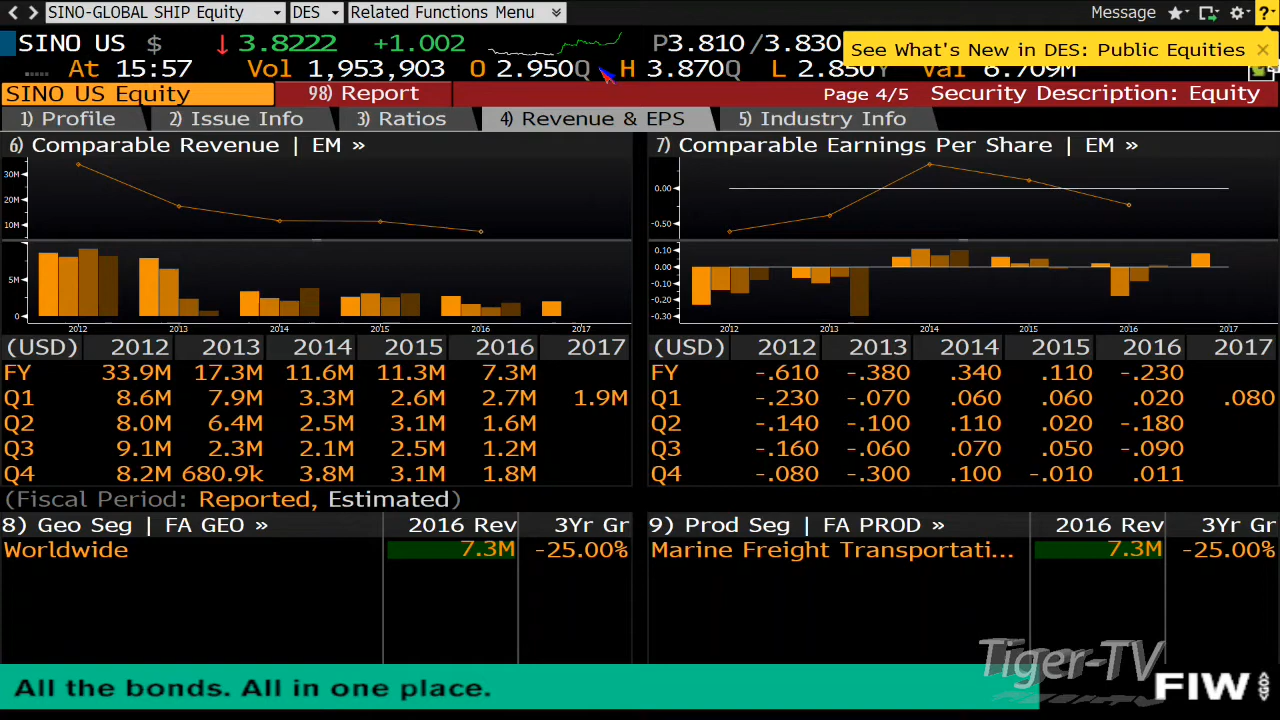 SINO-GLOBAL SHIP Equity DES Related Functions Menu Message ?
SINO US $ ↓ 3.8222 +1.002 P3.810 / 3.830
See What's New in DES: Public Equities ×
At 15:57 Vol 1,953,903 O 2.950Q H 3.870Q L 2.850Y Val 6.709M
SINO US Equity 98) Report Page 4/5 Security Description: Equity
1) Profile 2) Issue Info 3) Ratios 4) Revenue & EPS 5) Industry Info
6) Comparable Revenue | EM »
30M
20M
10M
5M
0
2012 2013 2014 2015 2016 2017
(USD) 2012 2013 2014 2015 2016 2017
FY 33.9M 17.3M 11.6M 11.3M 7.3M
Q1 8.6M 7.9M 3.3M 2.6M 2.7M 1.9M
Q2 8.0M 6.4M 2.5M 3.1M 1.6M
Q3 9.1M 2.3M 2.1M 2.5M 1.2M
Q4 8.2M 680.9k 3.8M 3.1M 1.8M
(Fiscal Period: Reported, Estimated)
7) Comparable Earnings Per Share | EM »
0.00
-0.50
0.10
0.00
-0.10
-0.20
-0.30
2012 2013 2014 2015 2016 2017
(USD) 2012 2013 2014 2015 2016 2017
FY -.610 -.380 .340 .110 -.230
Q1 -.230 -.070 .060 .060 .020 .080
Q2 -.140 -.100 .110 .020 -.180
Q3 -.160 -.060 .070 .050 -.090
Q4 -.080 -.300 .100 -.010 .011
8) Geo Seg | FA GEO » 2016 Rev 3Yr Gr
Worldwide 7.3M -25.00%
9) Prod Seg | FA PROD » 2016 Rev 3Yr Gr
Marine Freight Transportati... 7.3M -25.00%
Tiger-TV
All the bonds. All in one place.
FIW